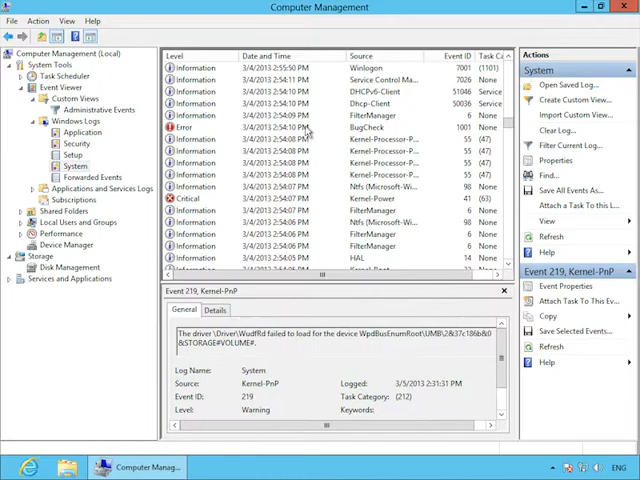 Computer Management
File Action View Help
Computer Management (Local)
System Tools
Task Scheduler
Event Viewer
Custom Views
Administrative Events
Windows Logs
Application
Security
Setup
System
Forwarded Events
Applications and Services Logs
Subscriptions
Shared Folders
Local Users and Groups
Performance
Device Manager
Storage
Disk Management
Services and Applications
Level Date and Time Source Event ID Task Ca
Information 3/4/2013 2:55:50 PM Winlogon 7001 (1101)
Information 3/4/2013 2:54:11 PM Service Control Ma... 7026 None
Information 3/4/2013 2:54:10 PM DHCPv6-Client 51046 Service
Information 3/4/2013 2:54:10 PM Dhcp-Client 50036 Service
Information 3/4/2013 2:54:09 PM FilterManager 6 None
Error 3/4/2013 2:54:10 PM BugCheck 1001 None
Information 3/4/2013 2:54:08 PM Kernel-Processor-P... 55 (47)
Information 3/4/2013 2:54:08 PM Kernel-Processor-P... 55 (47)
Information 3/4/2013 2:54:08 PM Kernel-Processor-P... 55 (47)
Information 3/4/2013 2:54:08 PM Kernel-Processor-P... 55 (47)
Information 3/4/2013 2:54:07 PM Ntfs (Microsoft-Wi... 98 None
Critical 3/4/2013 2:54:07 PM Kernel-Power 41 (63)
Information 3/4/2013 2:54:07 PM FilterManager 6 None
Information 3/4/2013 2:54:06 PM Ntfs (Microsoft-Wi... 98 None
Information 3/4/2013 2:54:06 PM FilterManager 6 None
Information 3/4/2013 2:54:05 PM HAL 14 None
Event 219, Kernel-PnP
General Details
The driver \Driver\WudfRd failed to load for the device WpdBusEnumRoot\UMB\2&37c186b&0
&STORAGE#VOLUME#.
Log Name: System
Source: Kernel-PnP Logged: 3/5/2013 2:31:31 PM
Event ID: 219 Task Category: (212)
Level: Warning Keywords:
Actions
System
Open Saved Log...
Create Custom View...
Import Custom View...
Clear Log...
Filter Current Log...
Properties
Find...
Save All Events As...
Attach a Task To this L...
View
Refresh
Help
Event 219, Kernel-PnP
Event Properties
Attach Task To This Ev...
Copy
Save Selected Events...
Refresh
Help
Computer Manag...
ENG